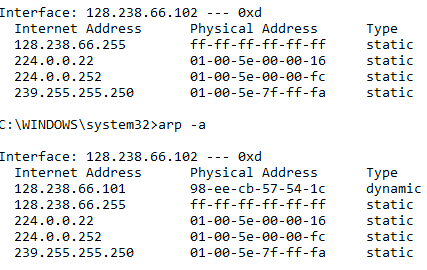 Interface: 128.238.66.102 --- 0xd
Internet Address Physical Address Type
128.238.66.255 ff-ff-ff-ff-ff-ff static
224.0.0.22 01-00-5e-00-00-16 static
224.0.0.252 01-00-5e-00-00-fc static
239.255.255.250 01-00-5e-7f-ff-fa static
C:\WINDOWS\system32>arp -a
Interface: 128.238.66.102 --- 0xd
Internet Address Physical Address Type
128.238.66.101 98-ee-cb-57-54-1c dynamic
128.238.66.255 ff-ff-ff-ff-ff-ff static
224.0.0.22 01-00-5e-00-00-16 static
224.0.0.252 01-00-5e-00-00-fc static
239.255.255.250 01-00-5e-7f-ff-fa static